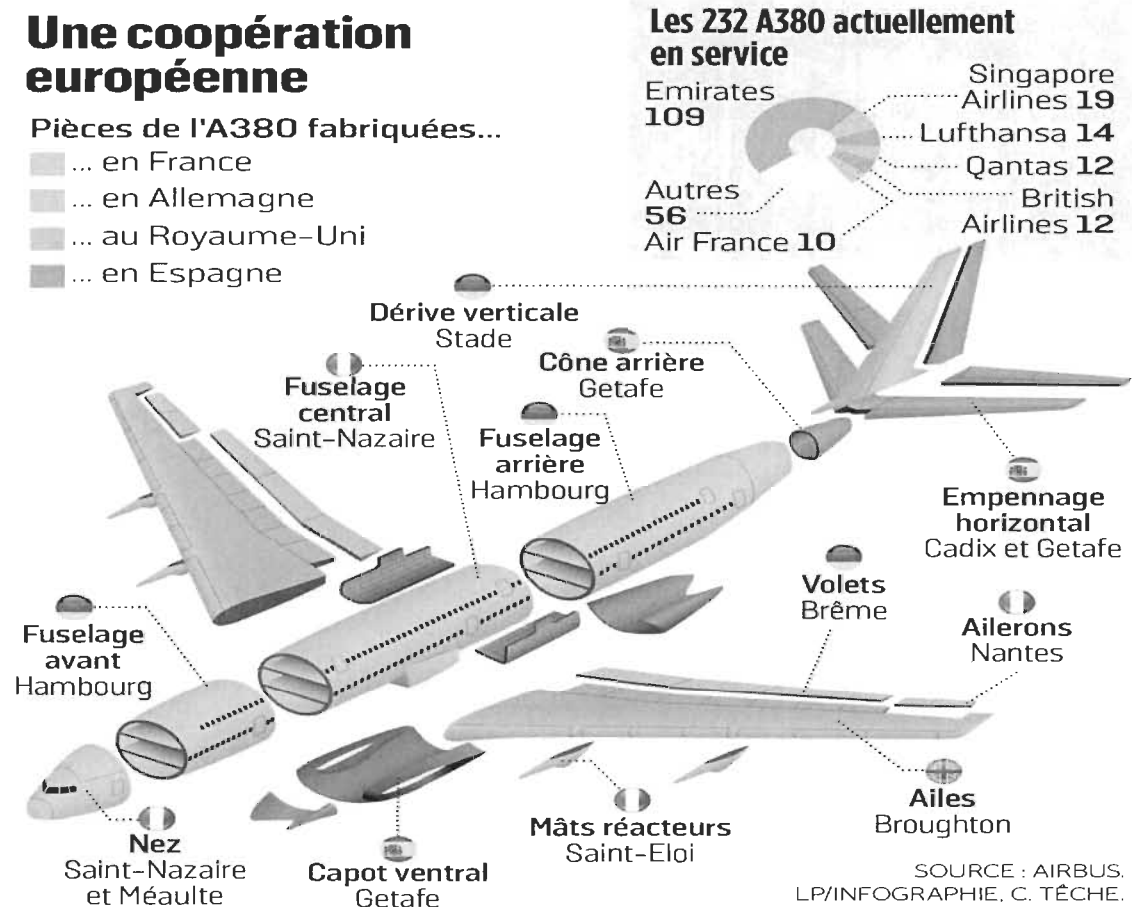 Une coopération
européenne
Pièces de l'A380 fabriquées...
... en France
... en Allemagne
... au Royaume-Uni
... en Espagne
Les 232 A380 actuellement
en service
Emirates
109
Singapore
Airlines 19
Lufthansa 14
Qantas 12
British
Airlines 12
Autres
56
Air France 10
Dérive verticale
Stade
Cône arrière
Getafe
Fuselage
central
Saint-Nazaire
Fuselage
arrière
Hambourg
Empennage
horizontal
Cadix et Getafe
Volets
Brême
Ailerons
Nantes
Fuselage
avant
Hambourg
Nez
Saint-Nazaire
et Méaulte
Capot ventral
Getafe
Mâts réacteurs
Saint-Eloi
Ailes
Broughton
SOURCE : AIRBUS.
LP/INFOGRAPHIE, C. TÊCHE.